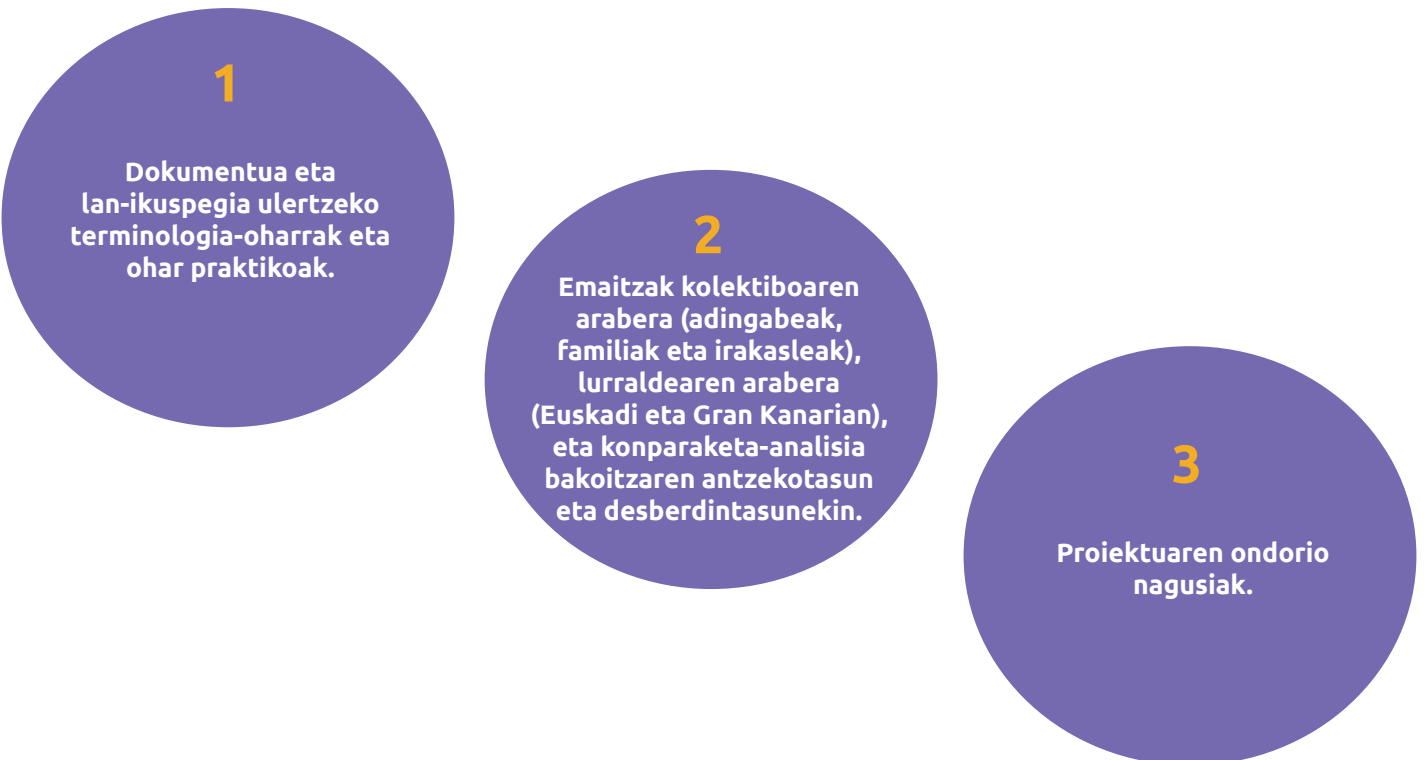 1
Dokumentua eta
lan-ikuspegia ulertzeko
terminologia-oharrak eta
ohar praktikoak.
2
Emaitzak kolektiboaren
arabera (adingabeak,
familiak eta irakasleak),
lurraldearen arabera
(Euskadi eta Gran Kanarian),
eta konparaketa-analisia
bakoitzaren antzekotasun
eta desberdintasunekin.
3
Proiektuaren ondorio
nagusiak.